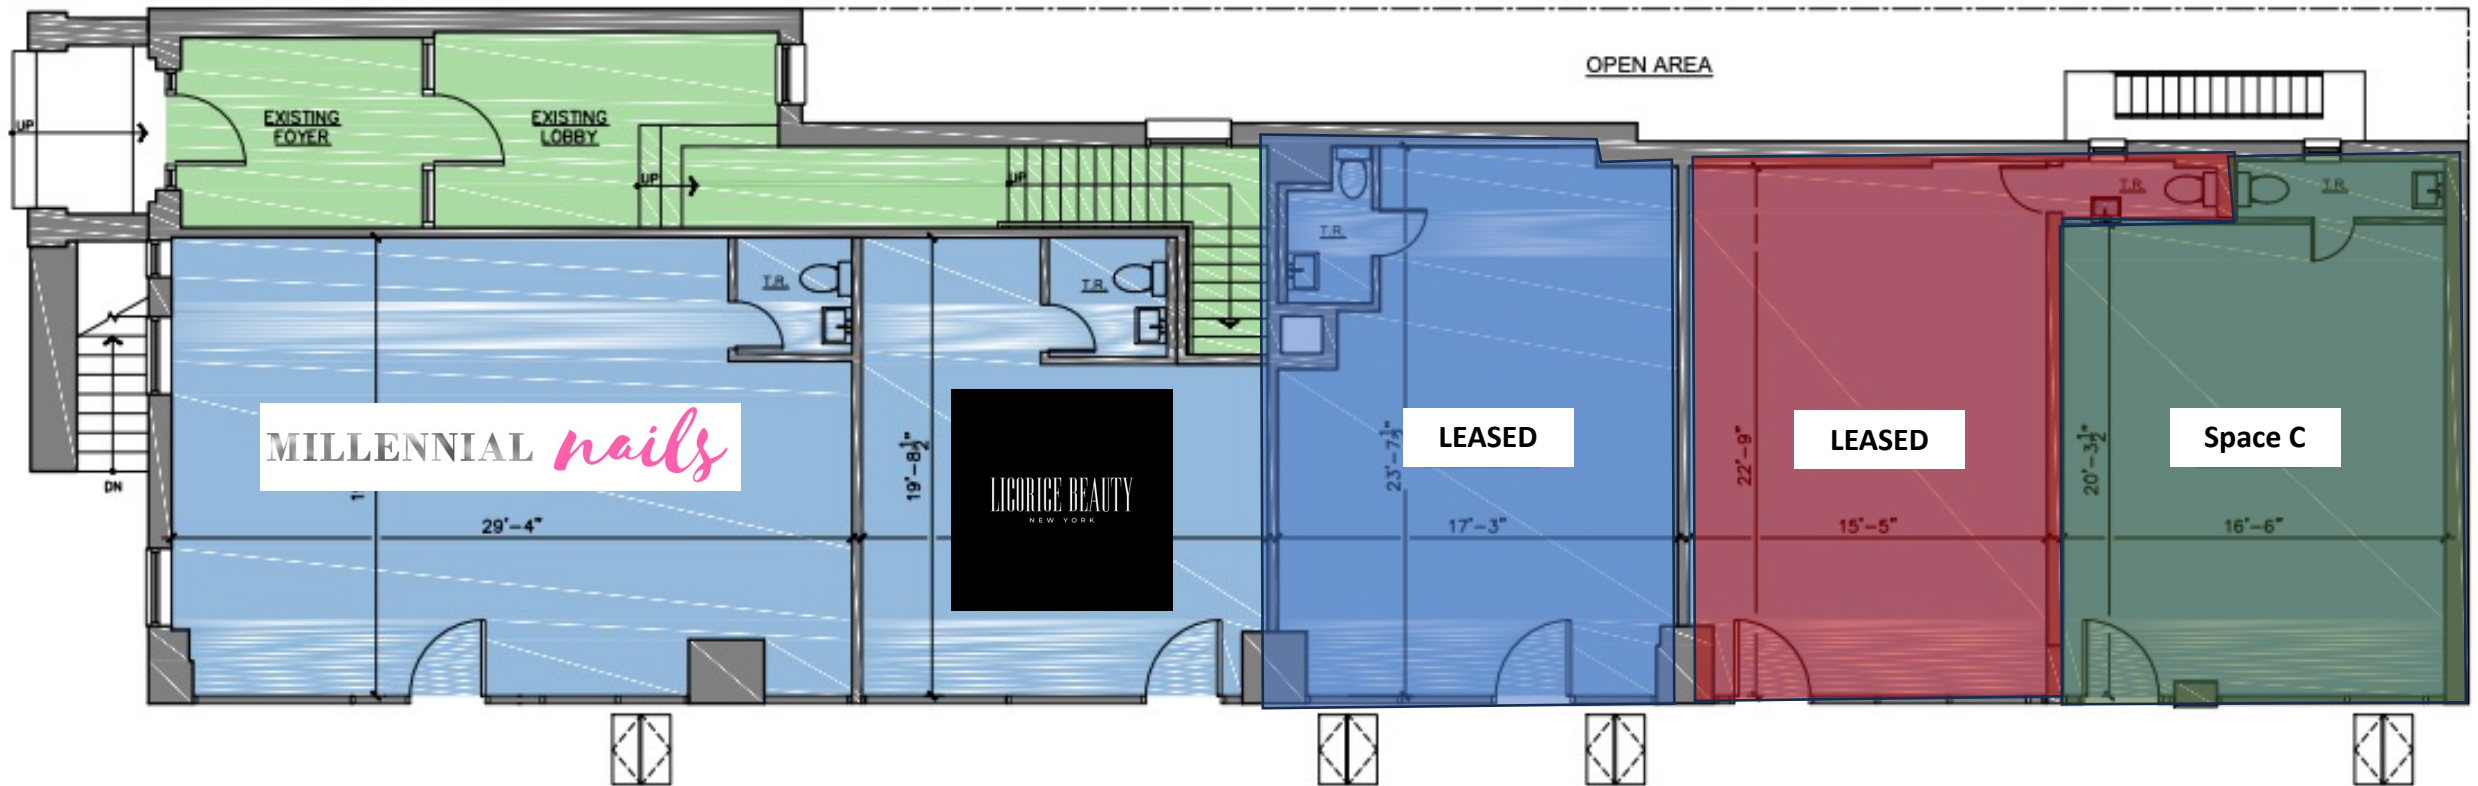 OPEN AREA
UP
EXISTING
FOYER
EXISTING
LOBBY
UP
UP
T.R.
T.R.
T.R.
T.R.
T.R.
MILLENNIAL nails
LICORICE BEAUTY
NEW YORK
LEASED
LEASED
Space C
19'-8½"
23'-7½"
22'-9"
20'-3½"
DN
29'-4"
17'-3"
15'-5"
16'-6"